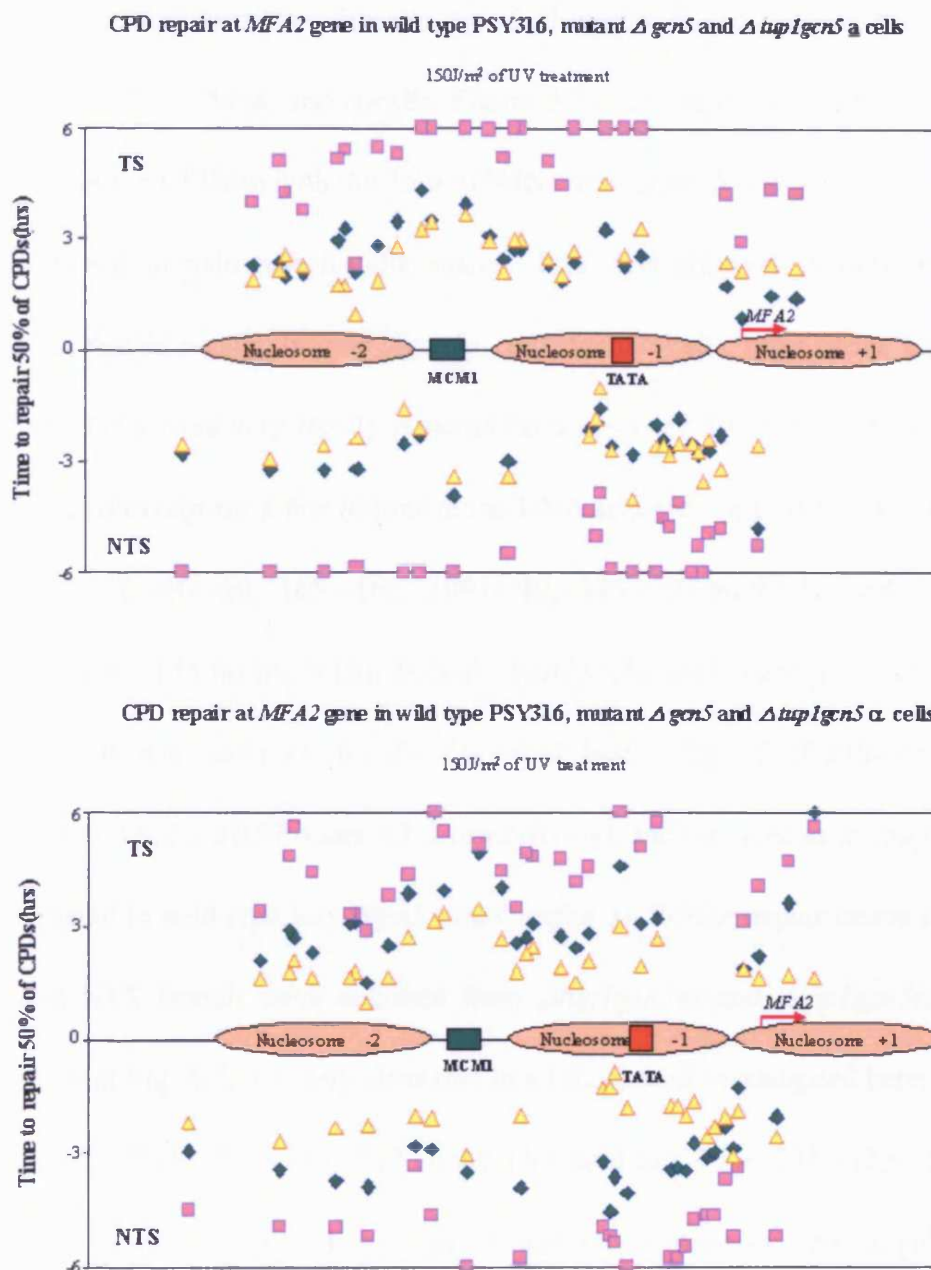 CPD repair at MFA2 gene in wild type PSY316, mutant Δgcn5 and Δtup1gcn5 a cells
150J/m² of UV treatment
Time to repair 50% of CPDs(hrs)
6
TS
3
MFA2
0
Nucleosome -2
Nucleosome -1
Nucleosome +1
MCM1
TATA
-3
NTS
-6
CPD repair at MFA2 gene in wild type PSY316, mutant Δgcn5 and Δtup1gcn5 α cells
150J/m² of UV treatment
Time to repair 50% of CPDs(hrs)
6
TS
3
MFA2
0
Nucleosome -2
Nucleosome -1
Nucleosome +1
MCM1
TATA
-3
NTS
-6